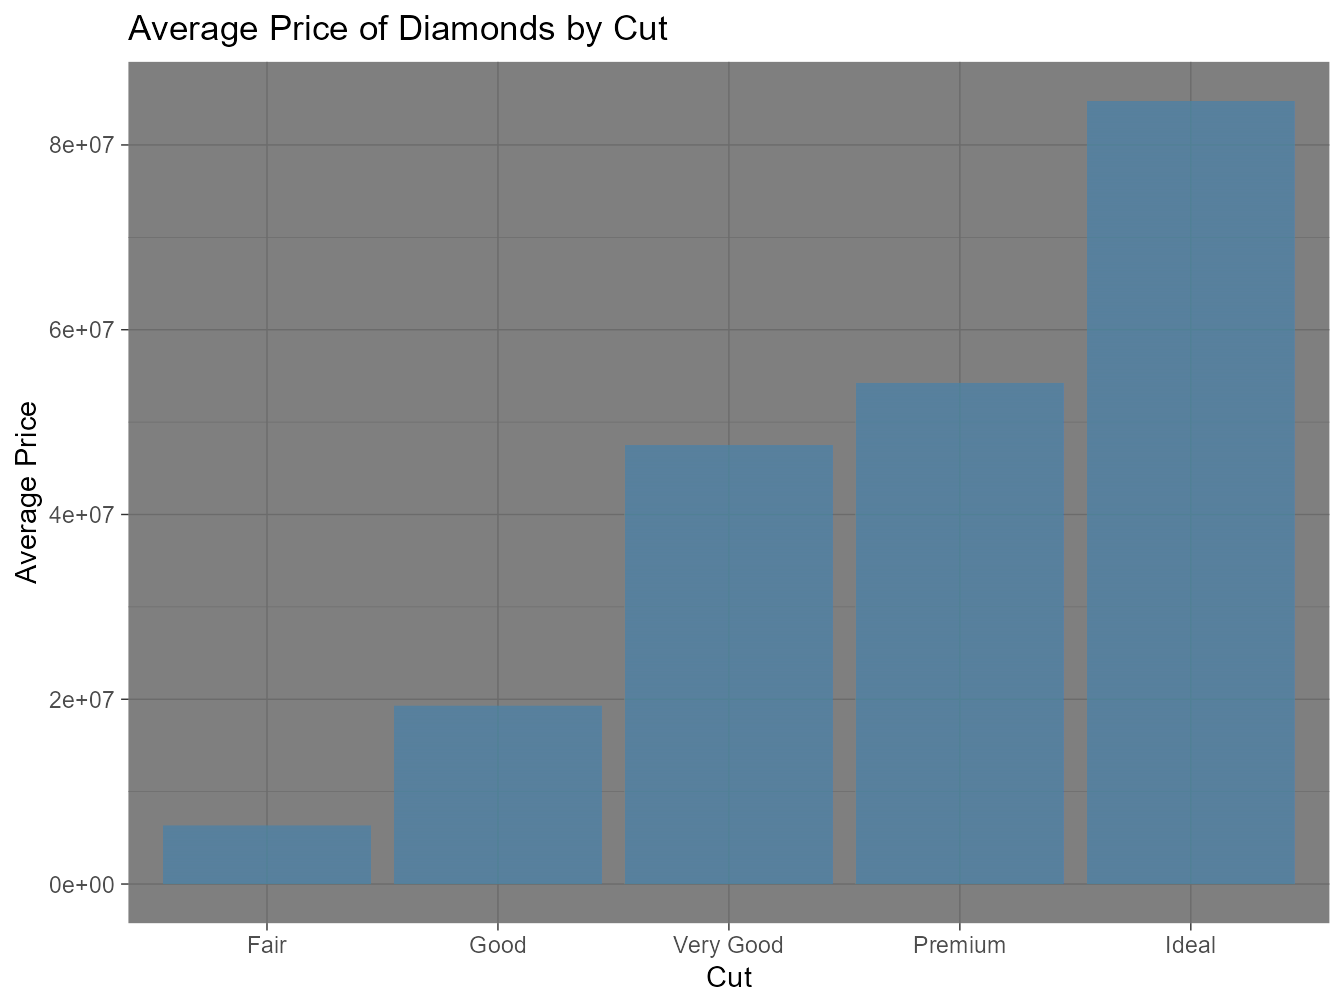 Average Price of Diamonds by Cut
Average Price
8e+07
6e+07
4e+07
2e+07
0e+00
Fair Good Very Good Premium Ideal
Cut